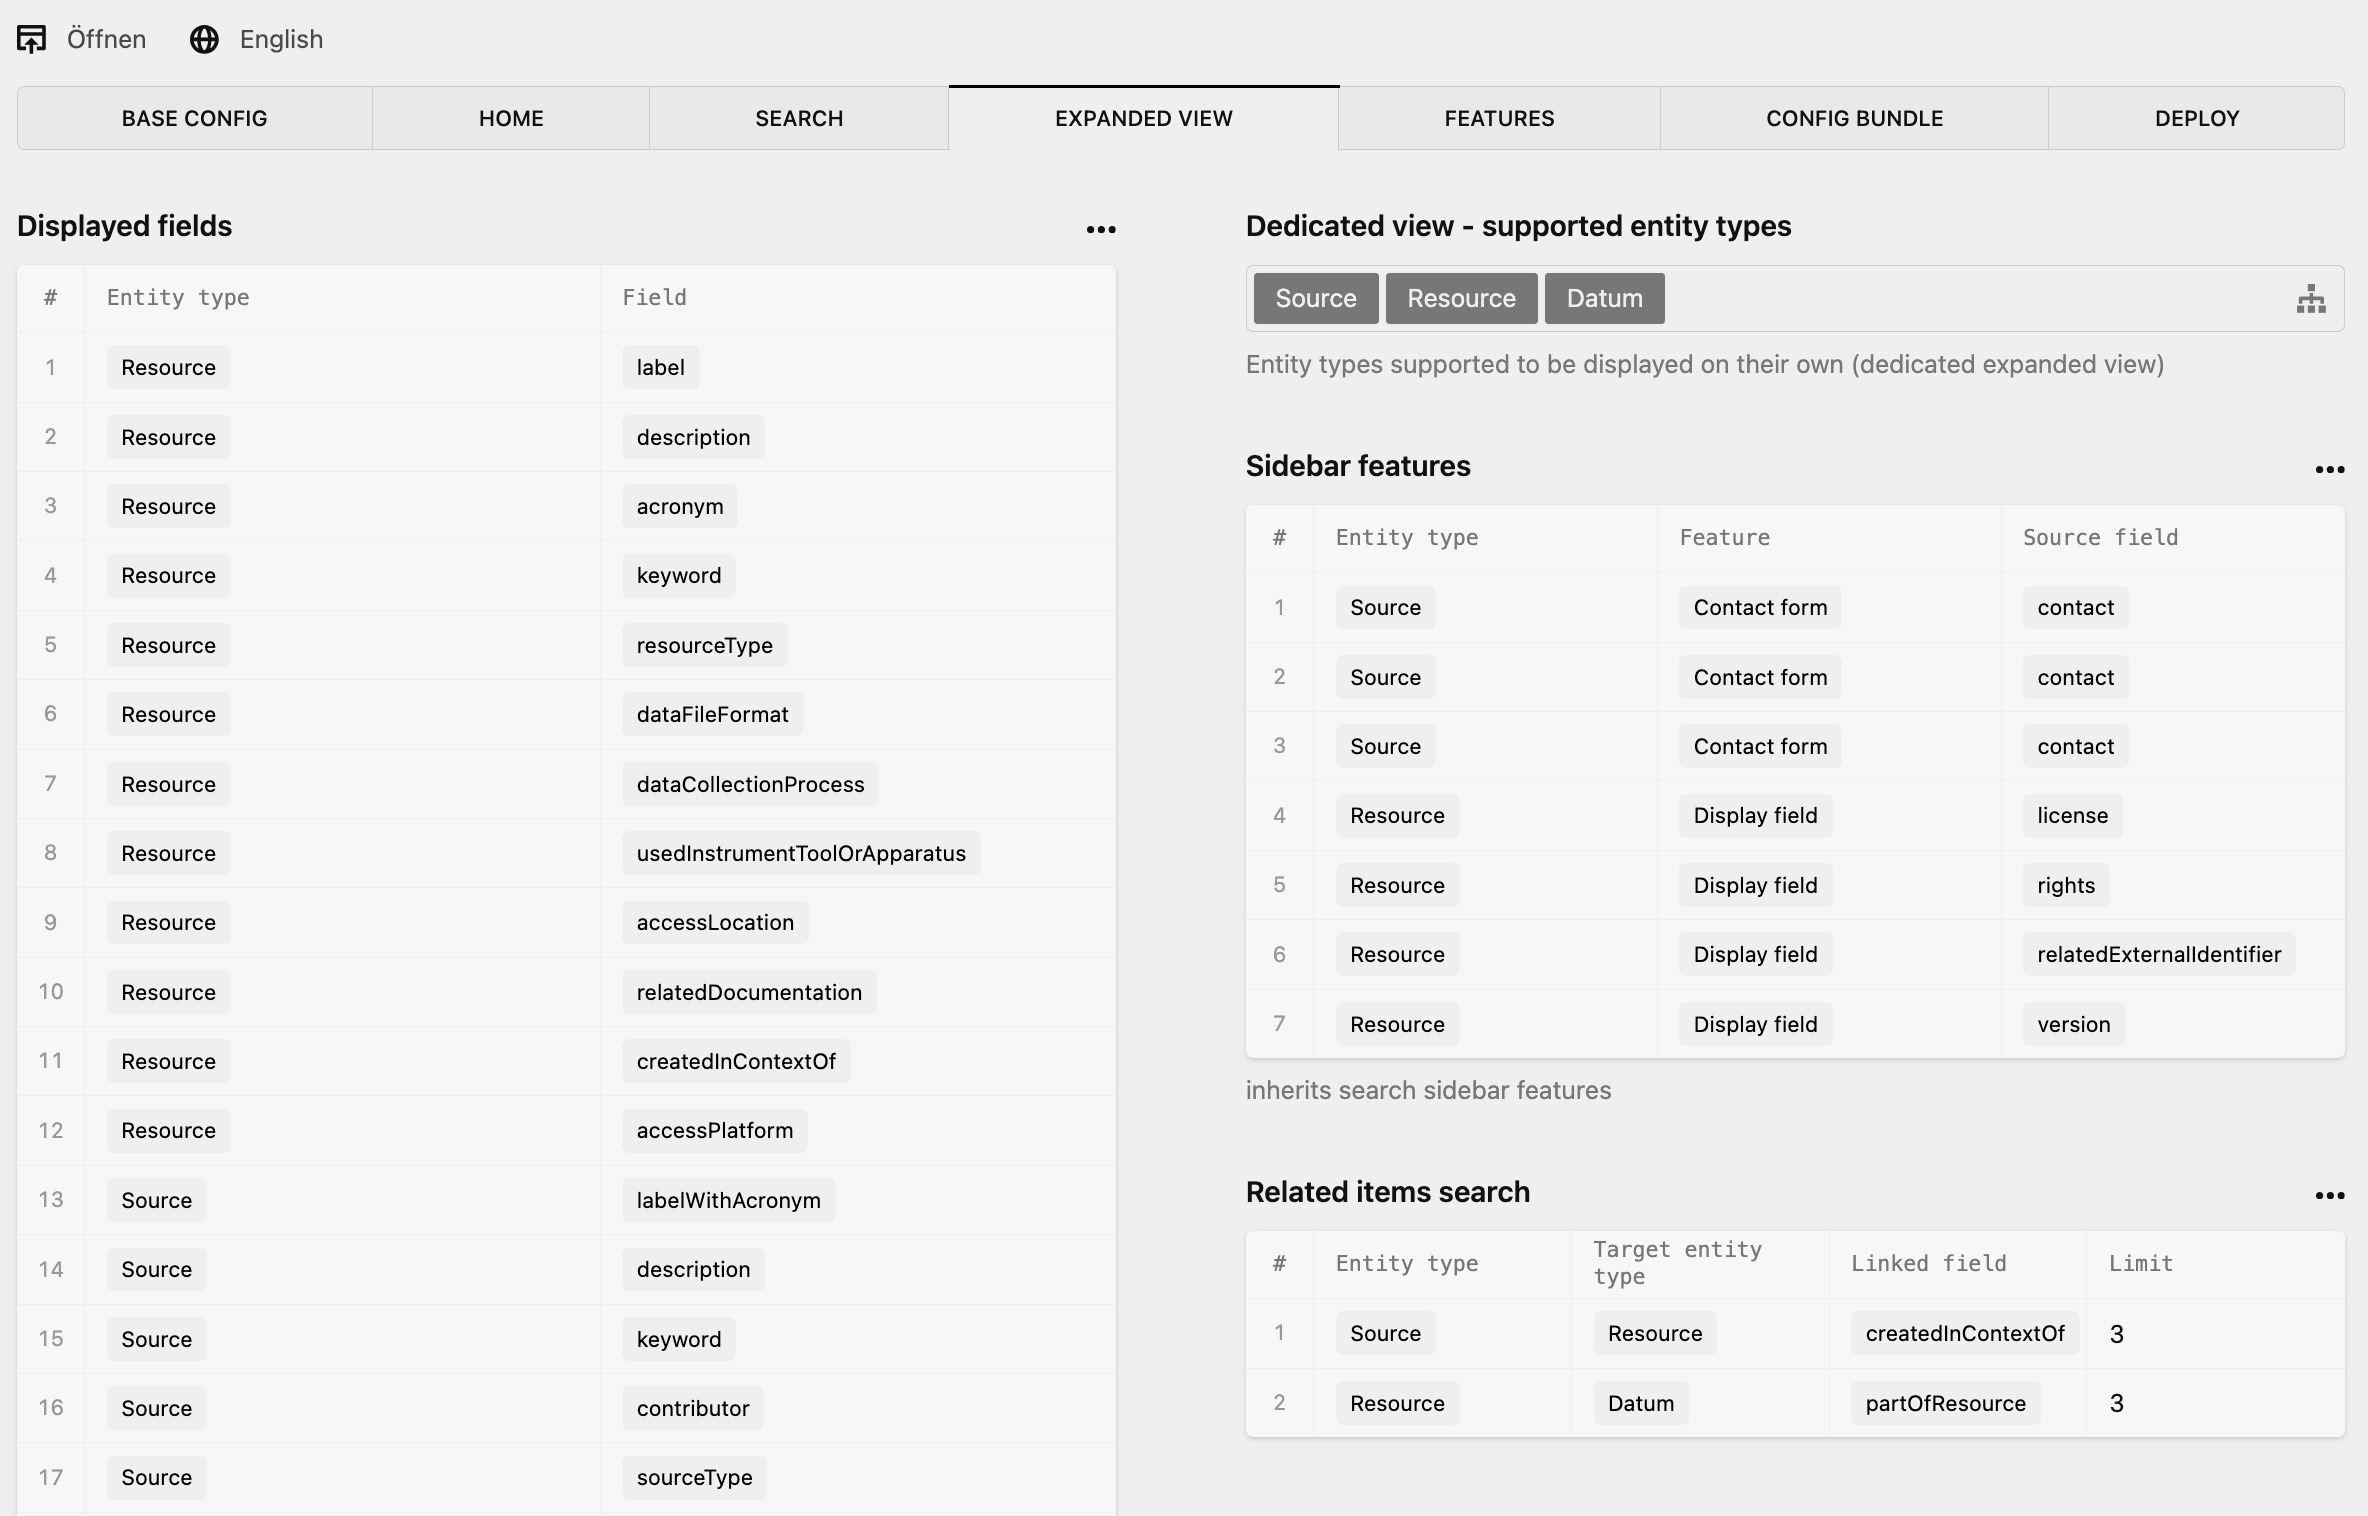 Öffnen English
BASE CONFIG HOME SEARCH EXPANDED VIEW FEATURES CONFIG BUNDLE DEPLOY
Displayed fields
# Entity type Field
1 Resource label
2 Resource description
3 Resource acronym
4 Resource keyword
5 Resource resourceType
6 Resource dataFileFormat
7 Resource dataCollectionProcess
8 Resource usedInstrumentToolOrApparatus
9 Resource accessLocation
10 Resource relatedDocumentation
11 Resource createdInContextOf
12 Resource accessPlatform
13 Source labelWithAcronym
14 Source description
15 Source keyword
16 Source contributor
17 Source sourceType
Dedicated view - supported entity types
Source Resource Datum
Entity types supported to be displayed on their own (dedicated expanded view)
Sidebar features
# Entity type Feature Source field
1 Source Contact form contact
2 Source Contact form contact
3 Source Contact form contact
4 Resource Display field license
5 Resource Display field rights
6 Resource Display field relatedExternalIdentifier
7 Resource Display field version
inherits search sidebar features
Related items search
# Entity type Target entity type Linked field Limit
1 Source Resource createdInContextOf 3
2 Resource Datum partOfResource 3